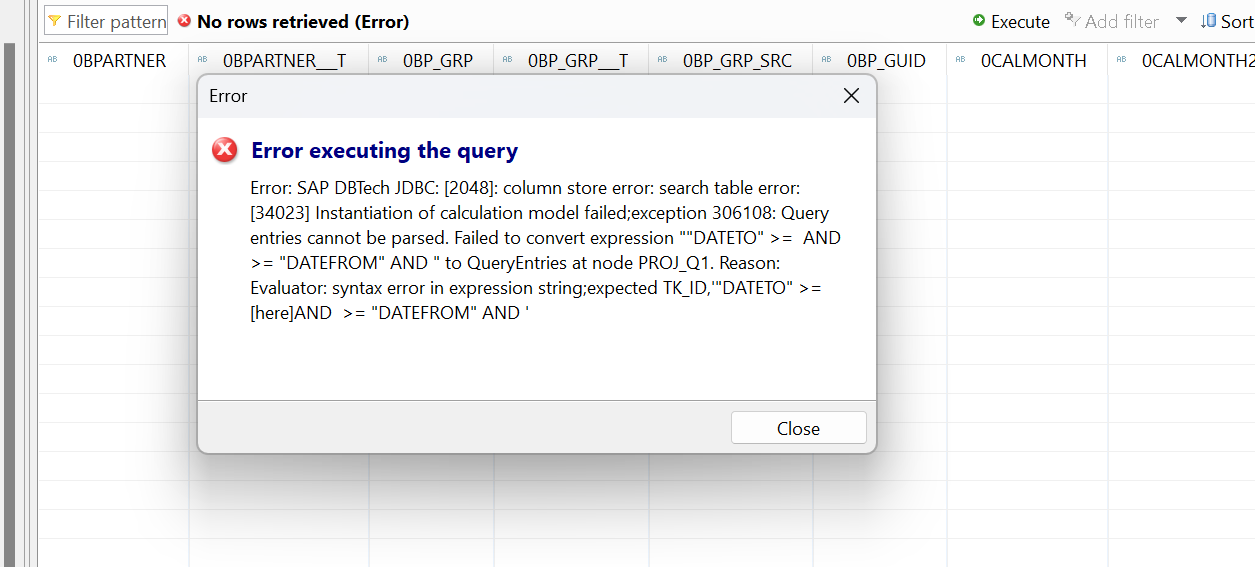 Filter pattern No rows retrieved (Error) Execute Add filter Sort
AB 0BPARTNER AB 0BPARTNER___T AB 0BP_GRP AB 0BP_GRP___T AB 0BP_GRP_SRC AB 0BP_GUID AB 0CALMONTH AB 0CALMONTH2
Error
Error executing the query
Error: SAP DBTech JDBC: [2048]: column store error: search table error:
[34023] Instantiation of calculation model failed;exception 306108: Query
entries cannot be parsed. Failed to convert expression ""DATETO" >=  AND
>= "DATEFROM" AND " to QueryEntries at node PROJ_Q1. Reason:
Evaluator: syntax error in expression string;expected TK_ID,'"DATETO" >=
[here]AND  >= "DATEFROM" AND '
Close